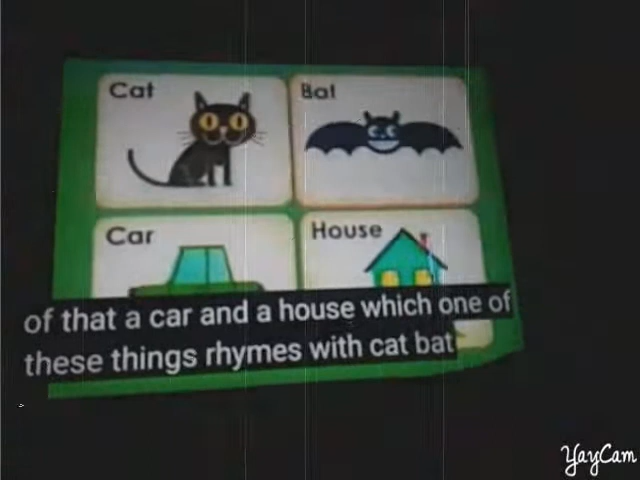 Cat
Bat
Car
House
of that a car and a house which one of
these things rhymes with cat bat
YayCam